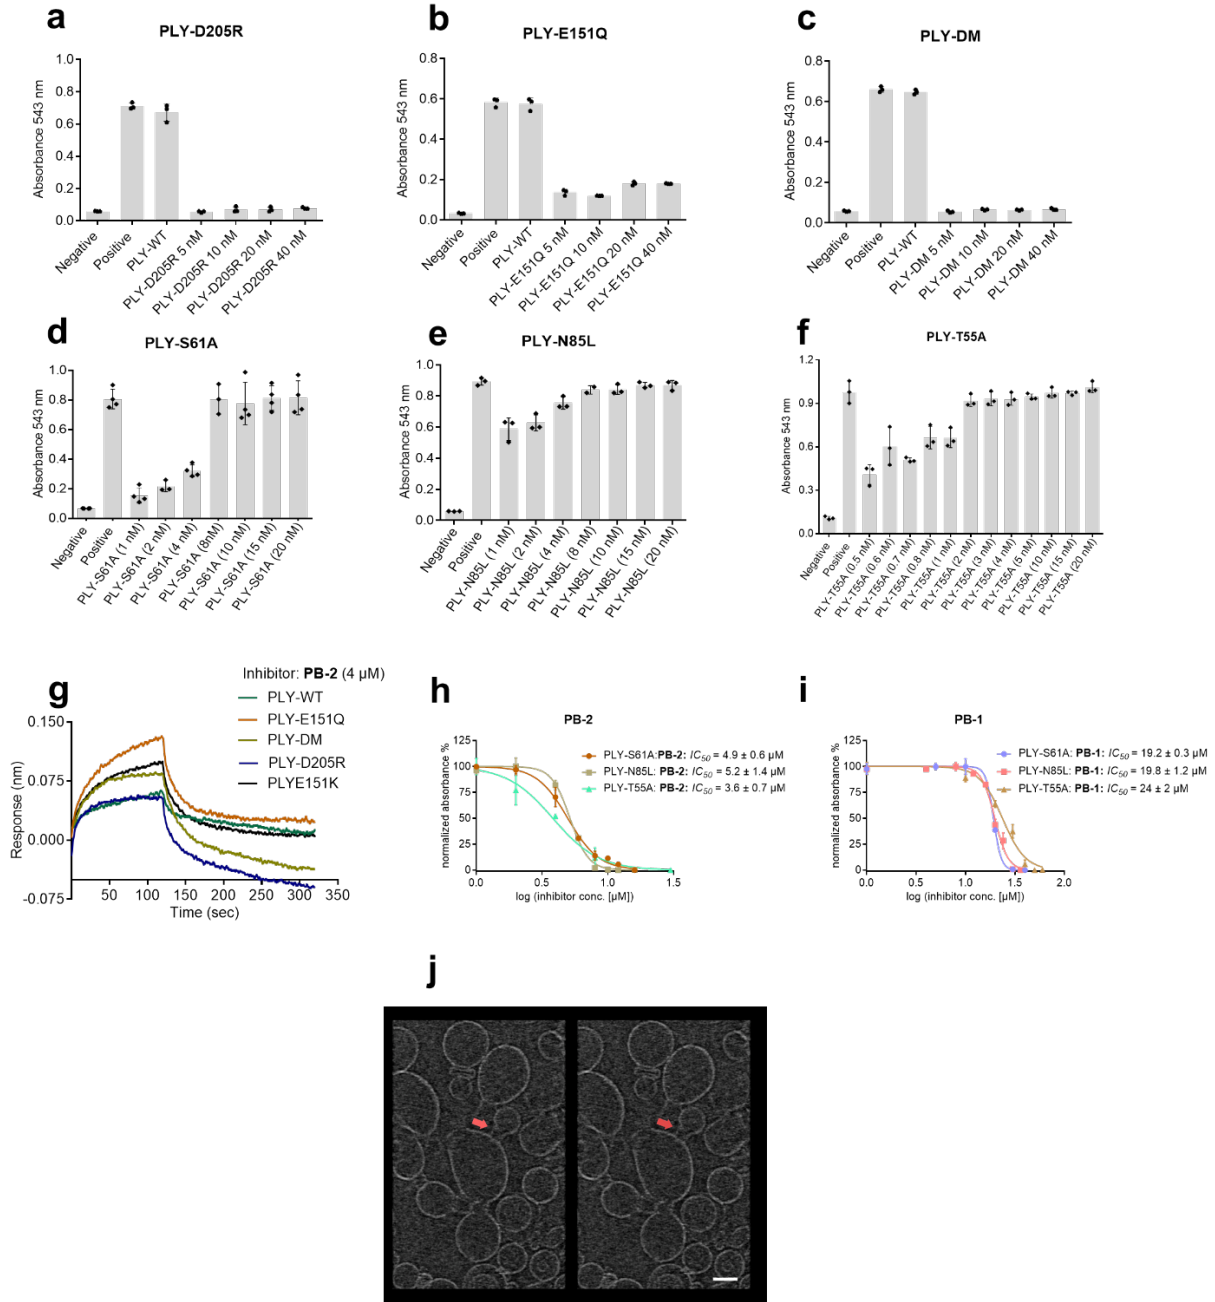 a
PLY-D205R
Absorbance 543 nm
1.0
0.8
0.6
0.4
0.2
0.0
Negative
Positive
PLY-WT
PLY-D205R 5 nM
PLY-D205R 10 nM
PLY-D205R 20 nM
PLY-D205R 40 nM
b
PLY-E151Q
Absorbance 543 nm
0.8
0.6
0.4
0.2
0.0
Negative
Positive
PLY-WT
PLY-E151Q 5 nM
PLY-E151Q 10 nM
PLY-E151Q 20 nM
PLY-E151Q 40 nM
c
PLY-DM
Absorbance 543 nm
0.8
0.6
0.4
0.2
0.0
Negative
Positive
PLY-WT
PLY-DM 5 nM
PLY-DM 10 nM
PLY-DM 20 nM
PLY-DM 40 nM
d
PLY-S61A
Absorbance 543 nm
1.0
0.8
0.6
0.4
0.2
0.0
Negative
Positive
PLY-S61A (1 nM)
PLY-S61A (2 nM)
PLY-S61A (4 nM)
PLY-S61A (8nM)
PLY-S61A (10 nM)
PLY-S61A (15 nM)
PLY-S61A (20 nM)
e
PLY-N85L
Absorbance 543 nm
1.0
0.8
0.6
0.4
0.2
0.0
Negative
Positive
PLY-N85L (1 nM)
PLY-N85L (2 nM)
PLY-N85L (4 nM)
PLY-N85L (8 nM)
PLY-N85L (10 nM)
PLY-N85L (15 nM)
PLY-N85L (20 nM)
f
PLY-T55A
Absorbance 543 nm
1.2
0.9
0.6
0.3
0.0
Negative
Positive
PLY-T55A (0.5 nM)
PLY-T55A (0.6 nM)
PLY-T55A (0.7 nM)
PLY-T55A (0.8 nM)
PLY-T55A (1 nM)
PLY-T55A (2 nM)
PLY-T55A (3 nM)
PLY-T55A (4 nM)
PLY-T55A (5 nM)
PLY-T55A (10 nM)
PLY-T55A (15 nM)
PLY-T55A (20 nM)
g
Inhibitor: PB-2 (4 µM)
PLY-WT
PLY-E151Q
PLY-DM
PLY-D205R
PLYE151K
Response (nm)
0.150
0.075
0.000
-0.075
0
50
100
150
200
250
300
350
Time (sec)
h
PB-2
normalized absorbance %
125
100
75
50
25
0
0.0
0.5
1.0
1.5
log (inhibitor conc. [µM])
PLY-S61A:PB-2: IC50 = 4.9 ± 0.6 µM
PLY-N85L: PB-2: IC50 = 5.2 ± 1.4 µM
PLY-T55A: PB-2: IC50 = 3.6 ± 0.7 µM
i
PB-1
normalized absorbance %
125
100
75
50
25
0
0.0
0.5
1.0
1.5
2.0
log (inhibitor conc. [µM])
PLY-S61A: PB-1: IC50 = 19.2 ± 0.3 µM
PLY-N85L: PB-1: IC50 = 19.8 ± 1.2 µM
PLY-T55A: PB-1: IC50 = 24 ± 2 µM
j